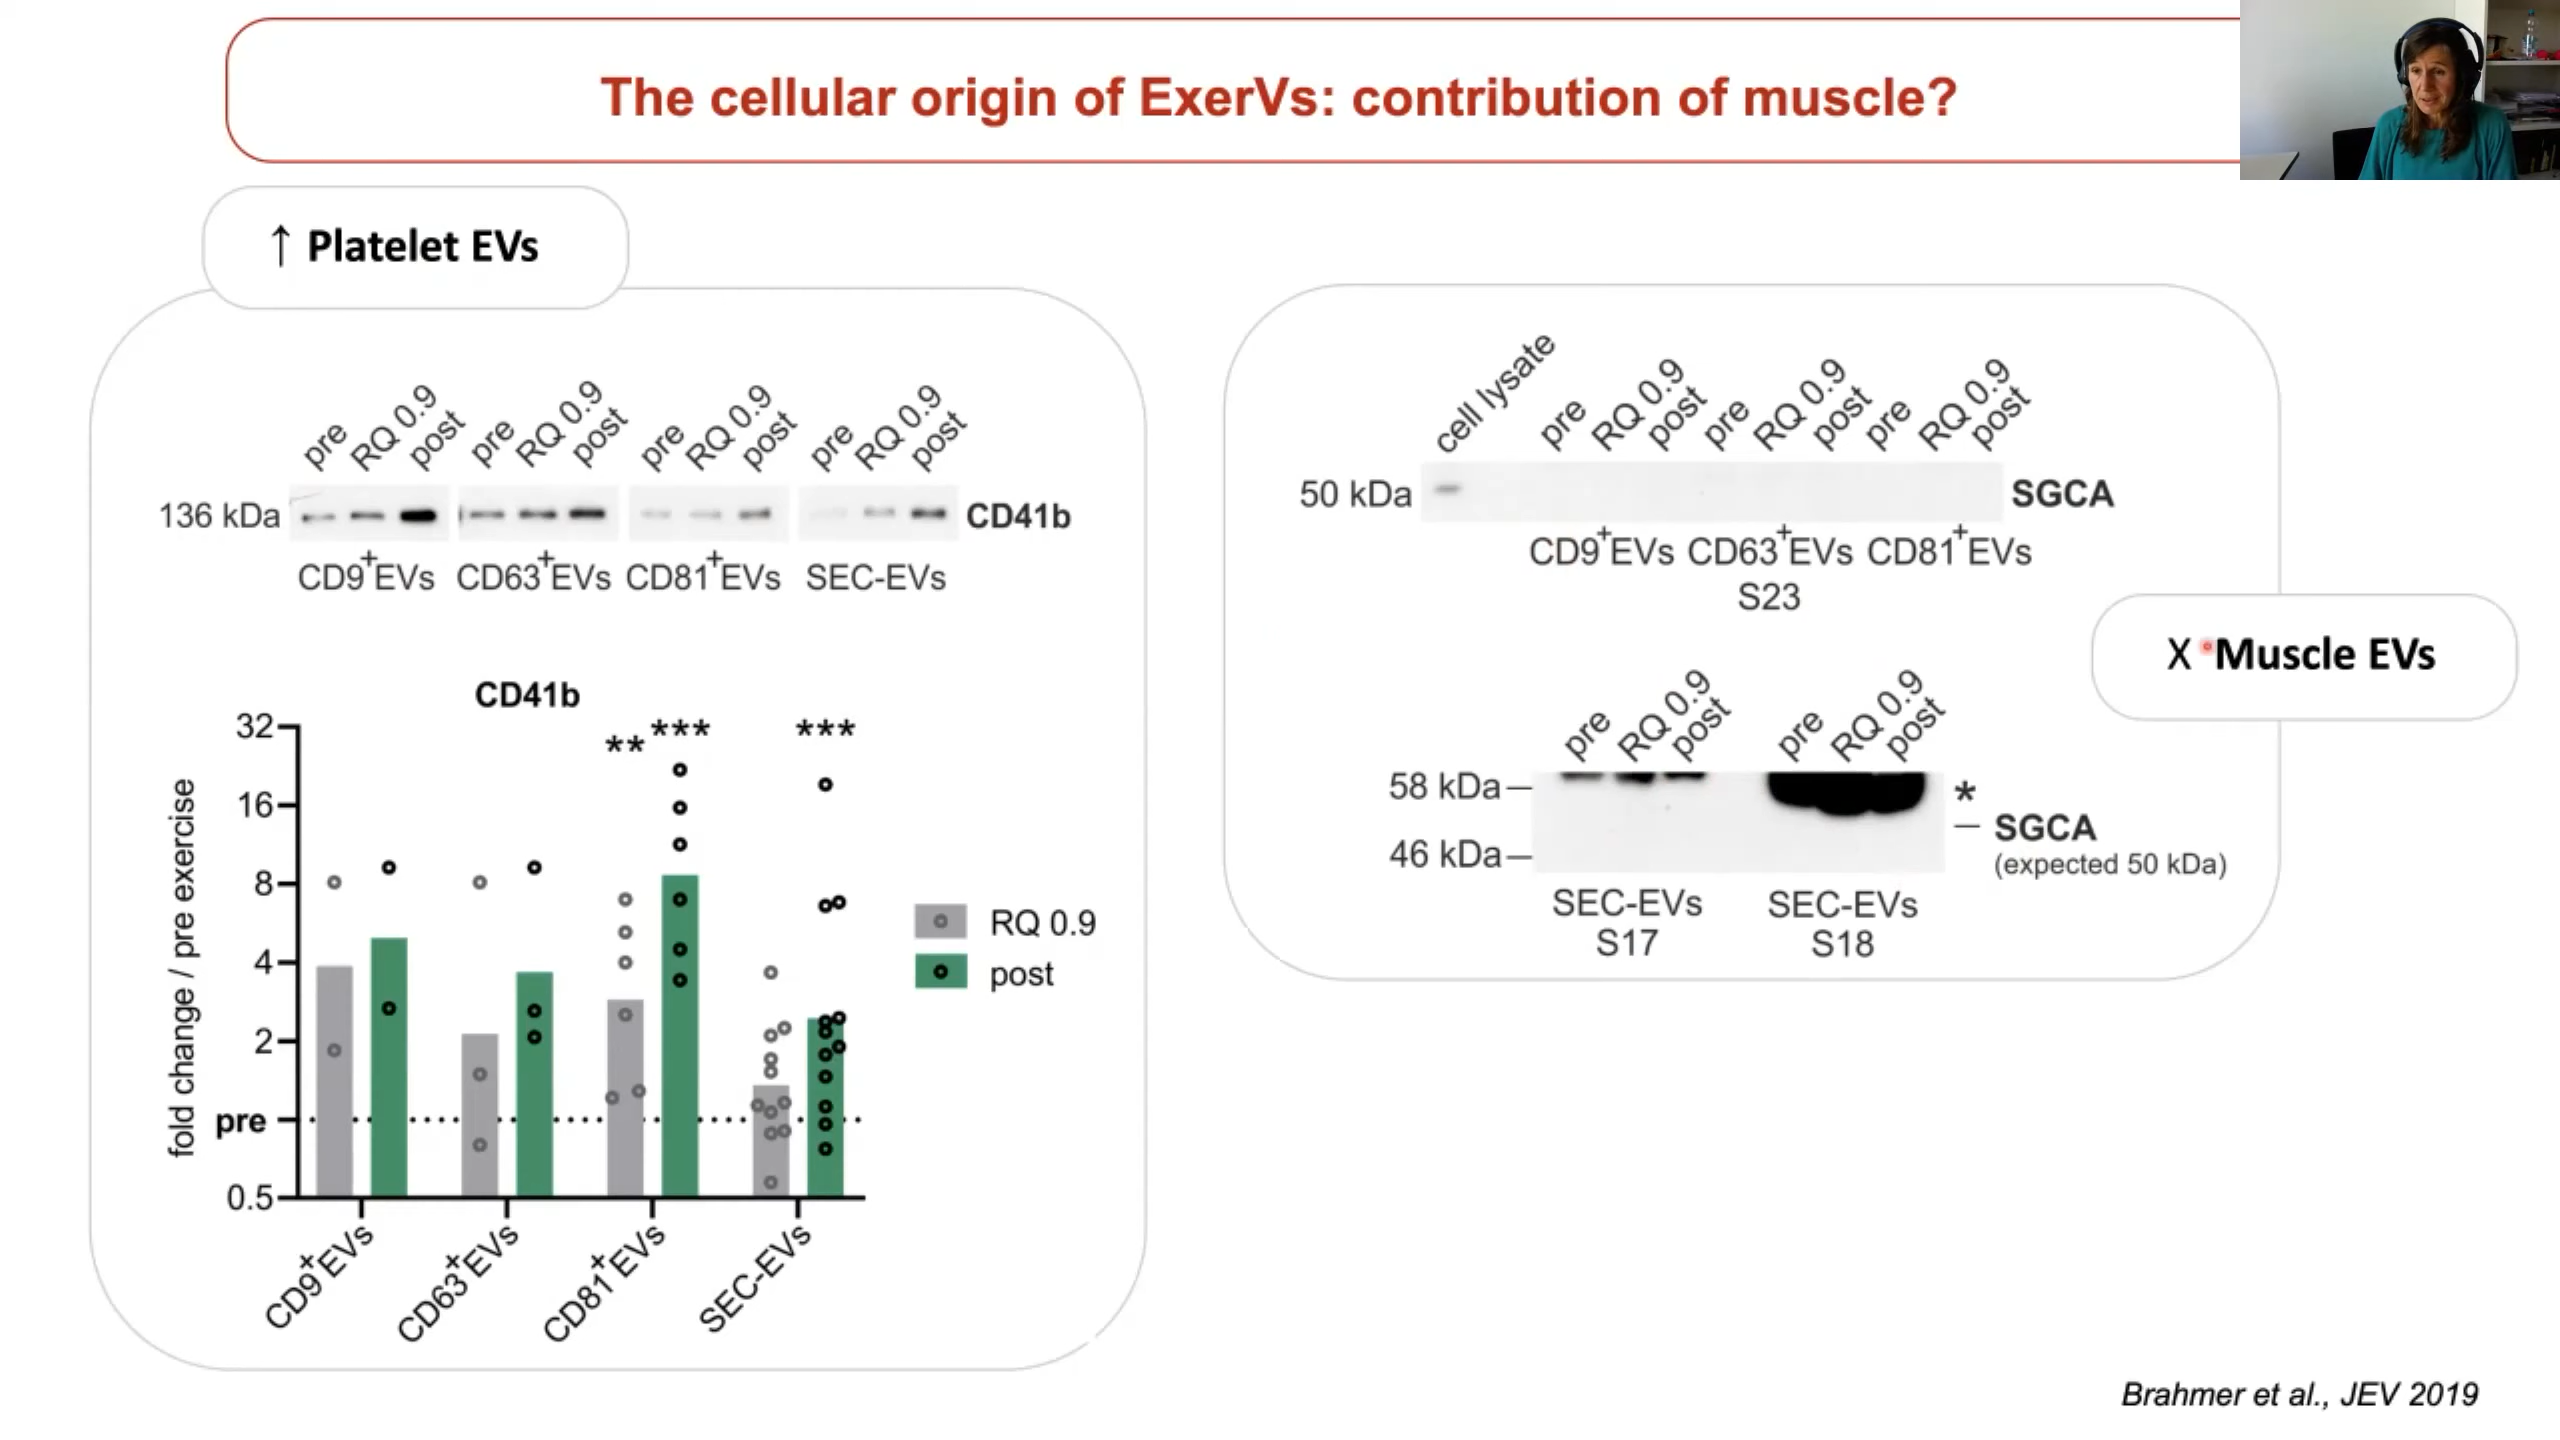 The cellular origin of ExerVs: contribution of muscle?
↑ Platelet EVs
pre RQ 0.9 post pre RQ 0.9 post pre RQ 0.9 post pre RQ 0.9 post
136 kDa CD41b
CD9+EVs CD63+EVs CD81+EVs SEC-EVs
CD41b
fold change / pre exercise
32
16
8
4
2
pre
0.5
** *** ***
CD9+EVs CD63+EVs CD81+EVs SEC-EVs
RQ 0.9
post
cell lysate pre RQ 0.9 post pre RQ 0.9 post pre RQ 0.9 post
50 kDa SGCA
CD9+EVs CD63+EVs CD81+EVs
S23
X Muscle EVs
pre RQ 0.9 post pre RQ 0.9 post
58 kDa *
SGCA
46 kDa (expected 50 kDa)
SEC-EVs SEC-EVs
S17 S18
Brahmer et al., JEV 2019